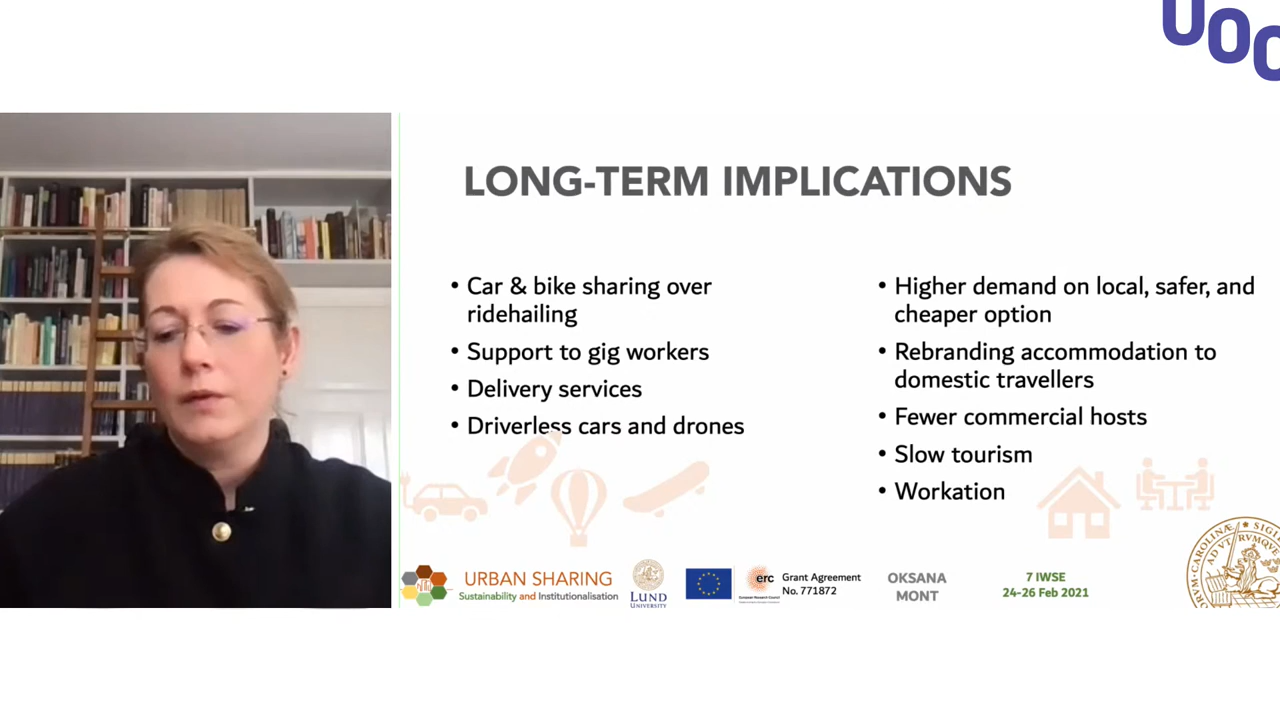 UOC
LONG-TERM IMPLICATIONS
• Car & bike sharing over
ridehailing
• Support to gig workers
• Delivery services
• Driverless cars and drones
• Higher demand on local, safer, and
cheaper option
• Rebranding accommodation to
domestic travellers
• Fewer commercial hosts
• Slow tourism
• Workation
URBAN SHARING
Sustainability and Institutionalisation
LUND
UNIVERSITY
erc
European Research Council
Grant Agreement
No. 771872
OKSANA
MONT
7 IWSE
24-26 Feb 2021